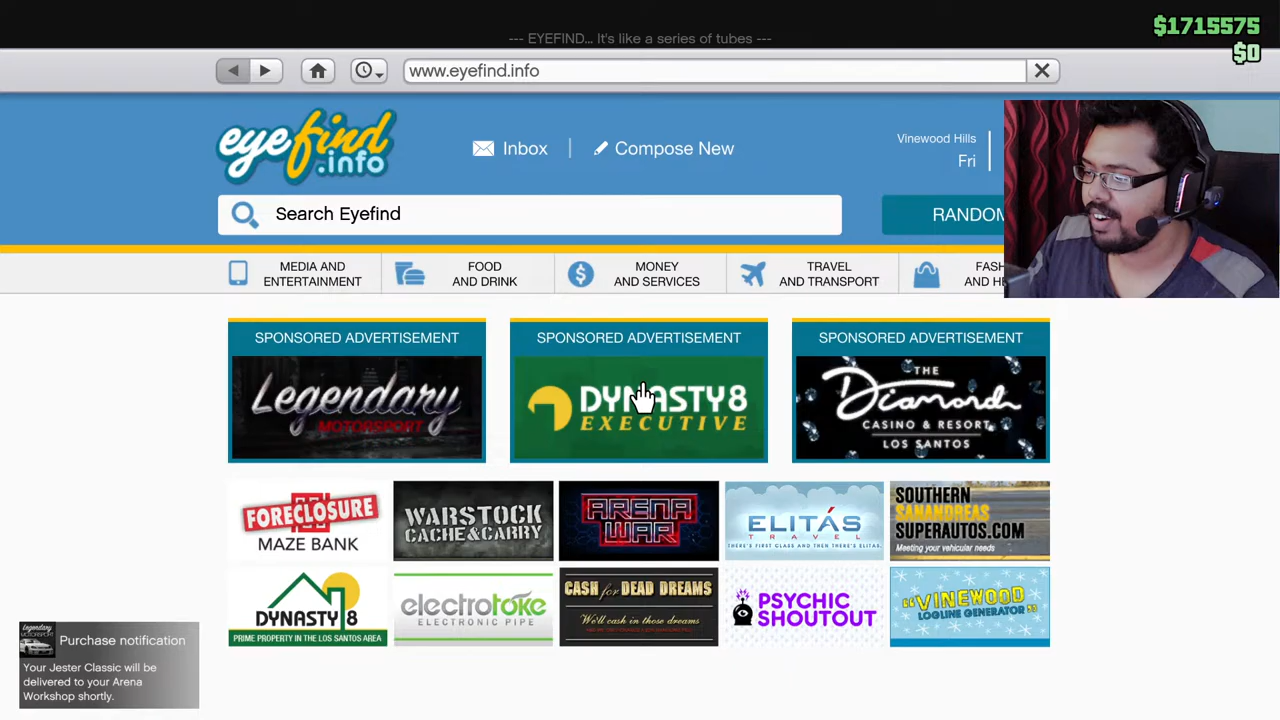 $1715575
--- EYEFIND... It's like a series of tubes ---
$0
www.eyefind.info
eyefind
.info
Inbox
Compose New
Vinewood Hills
Fri
Search Eyefind
RANDOM
MEDIA AND
ENTERTAINMENT
FOOD
AND DRINK
MONEY
AND SERVICES
TRAVEL
AND TRANSPORT
FASH
AND HE
SPONSORED ADVERTISEMENT
Legendary
MOTORSPORT
SPONSORED ADVERTISEMENT
DYNASTY8
EXECUTIVE
SPONSORED ADVERTISEMENT
THE
Diamond
CASINO & RESORT
LOS SANTOS
FORECLOSURE
MAZE BANK
WARSTOCK
CACHE&CARRY
ARENA
WAR
ELITÁS
TRAVEL
THERE'S FIRST CLASS AND THEN THERE'S ELITAS.
SOUTHERN
SANANDREAS
SUPERAUTOS.COM
Meeting your vehicular needs
DYNASTY 8
PRIME PROPERTY IN THE LOS SANTOS AREA
electrotoke
ELECTRONIC PIPE
CASH for DEAD DREAMS
We'll cash in those dreams
PSYCHIC
SHOUTOUT
"VINEWOOD
LOGLINE GENERATOR"
Legendary
Purchase notification
Your Jester Classic will be
delivered to your Arena
Workshop shortly.